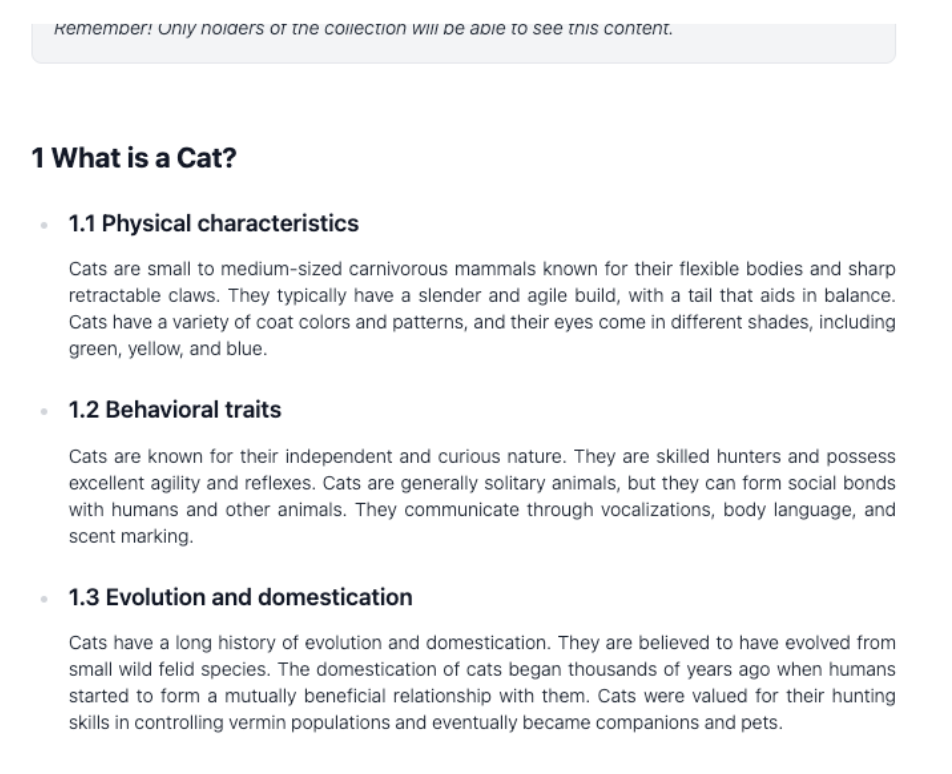 Remember! Only holders of the collection will be able to see this content.
1 What is a Cat?
1.1 Physical characteristics
Cats are small to medium-sized carnivorous mammals known for their flexible bodies and sharp
retractable claws. They typically have a slender and agile build, with a tail that aids in balance.
Cats have a variety of coat colors and patterns, and their eyes come in different shades, including
green, yellow, and blue.
1.2 Behavioral traits
Cats are known for their independent and curious nature. They are skilled hunters and possess
excellent agility and reflexes. Cats are generally solitary animals, but they can form social bonds
with humans and other animals. They communicate through vocalizations, body language, and
scent marking.
1.3 Evolution and domestication
Cats have a long history of evolution and domestication. They are believed to have evolved from
small wild felid species. The domestication of cats began thousands of years ago when humans
started to form a mutually beneficial relationship with them. Cats were valued for their hunting
skills in controlling vermin populations and eventually became companions and pets.